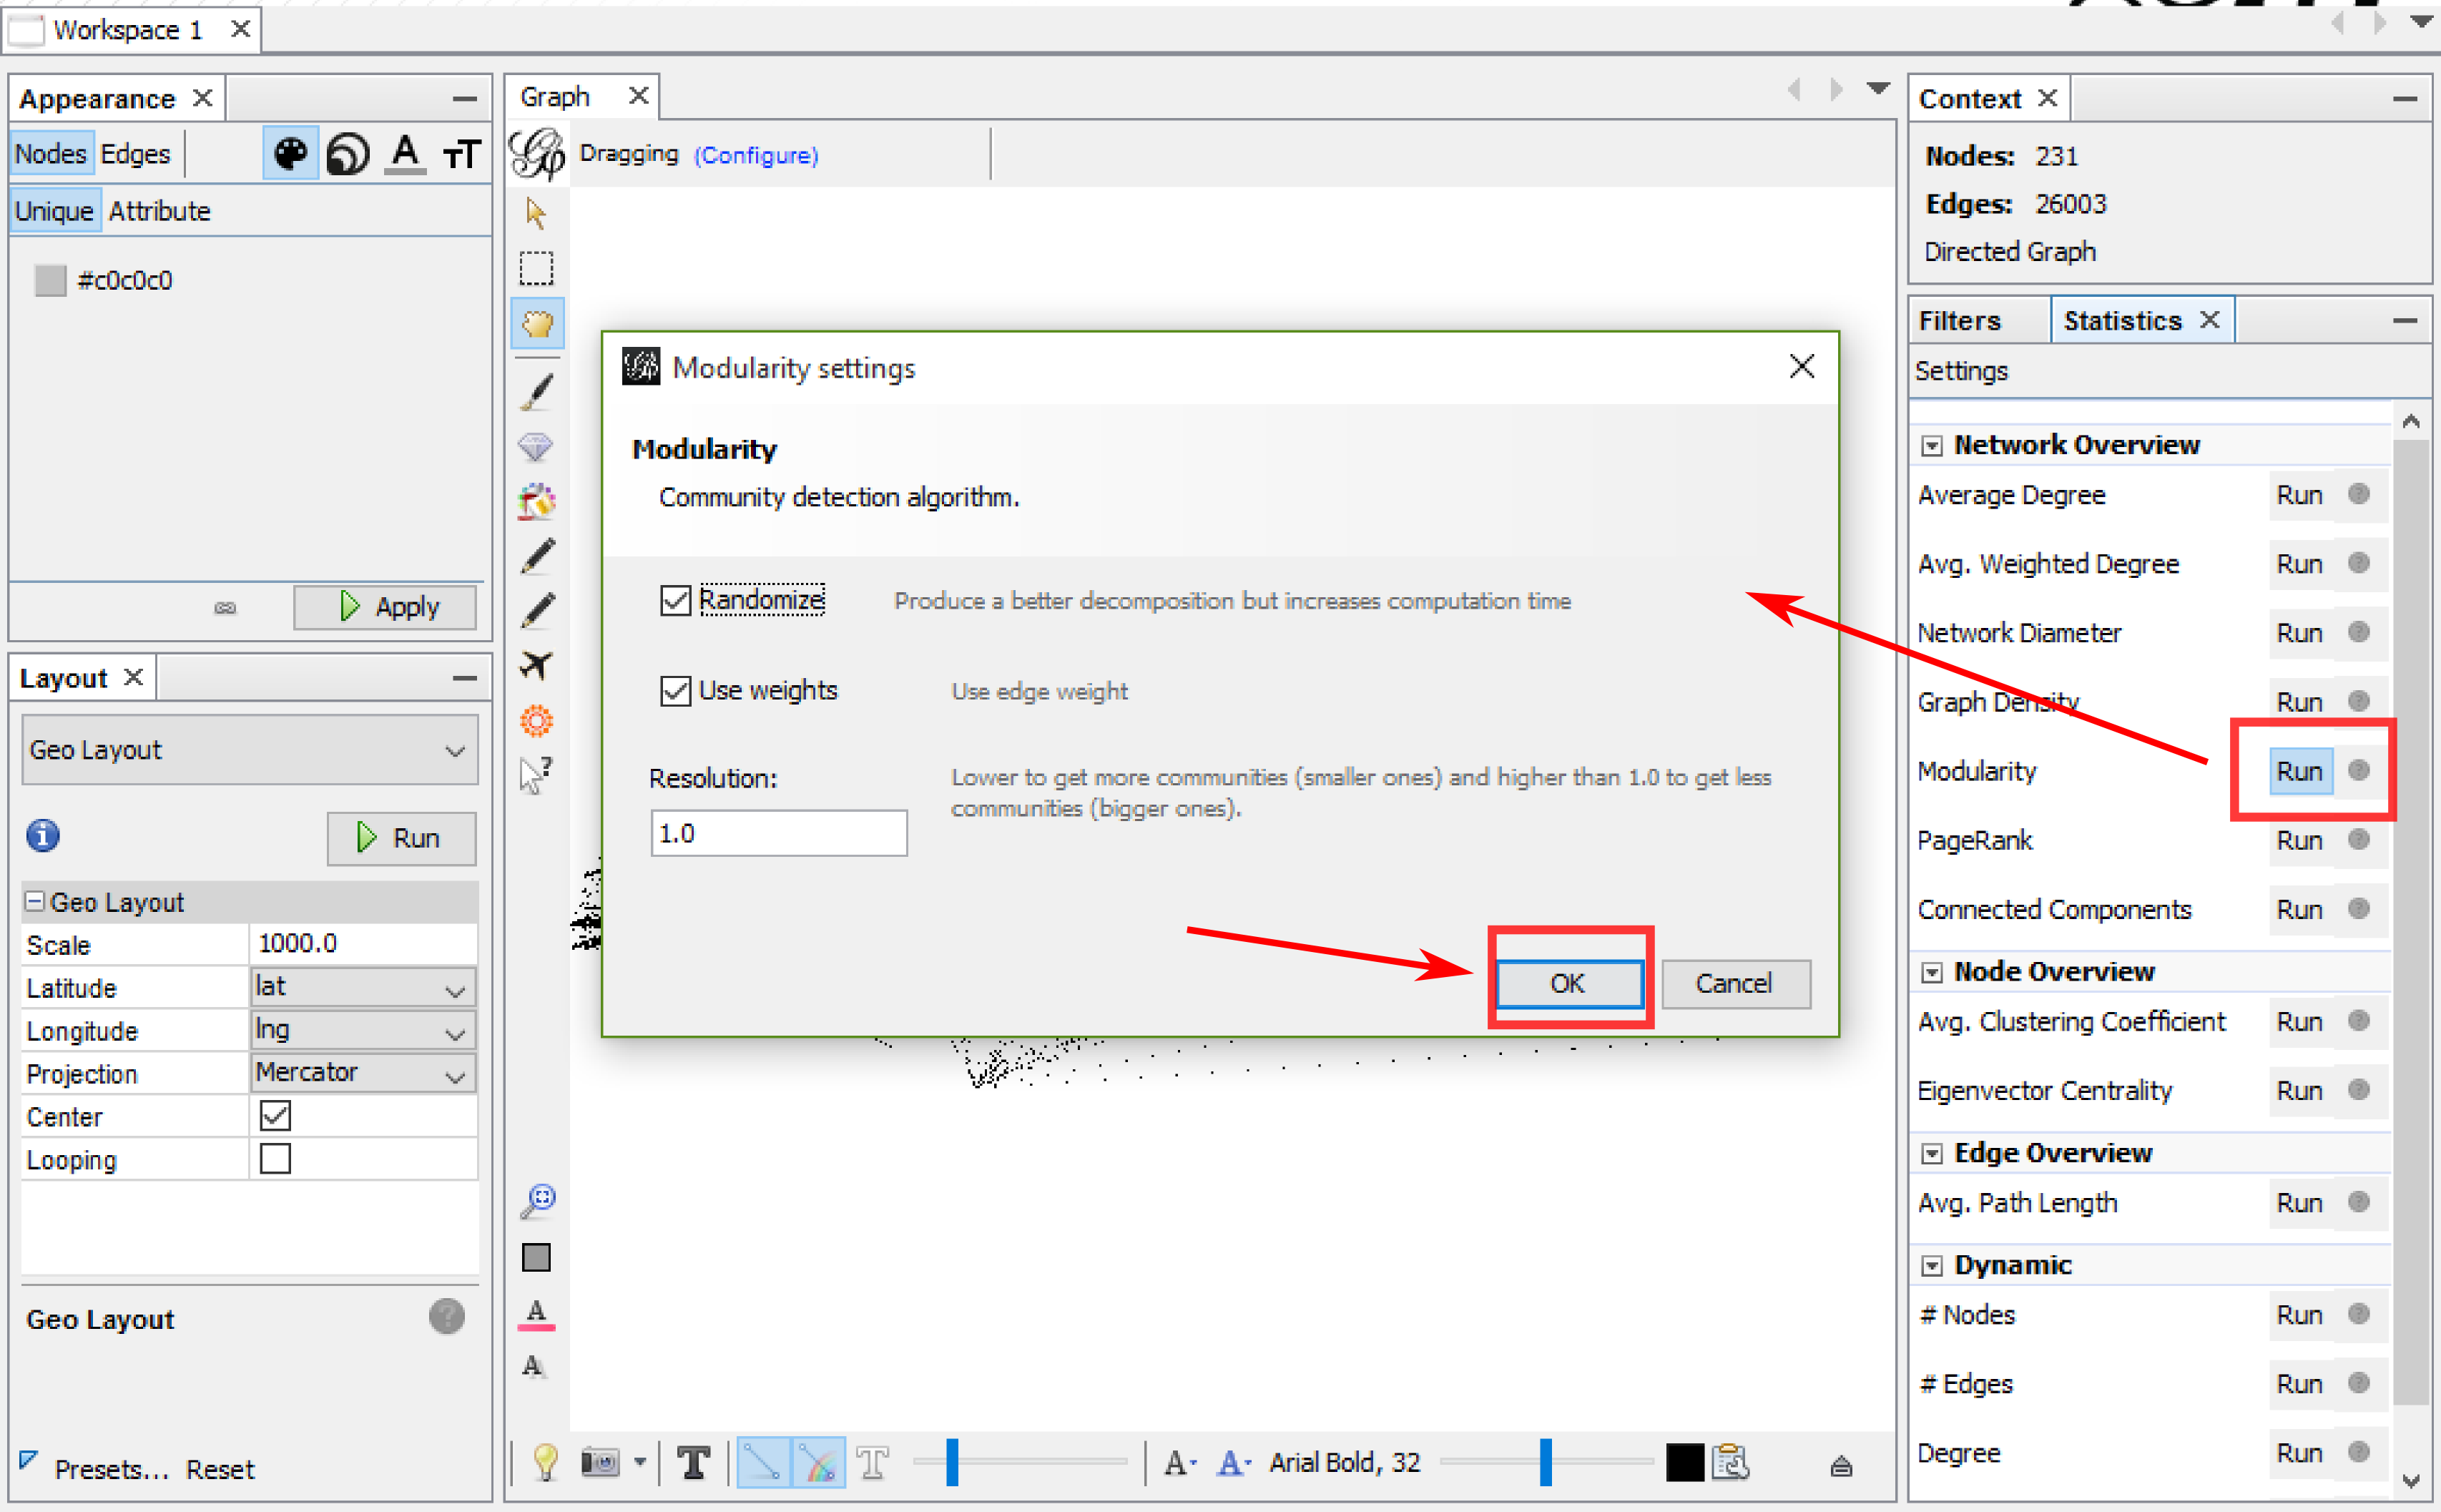 Workspace 1
Appearance
Nodes Edges
A TT
Unique Attribute
#c0c0c0
Apply
Layout
Geo Layout
Run
Geo Layout
Scale 1000.0
Latitude lat
Longitude lng
Projection Mercator
Center
Looping
Geo Layout
Presets... Reset
Graph
Dragging (Configure)
Modularity settings
Modularity
Community detection algorithm.
Randomize Produce a better decomposition but increases computation time
Use weights Use edge weight
Resolution: Lower to get more communities (smaller ones) and higher than 1.0 to get less
communities (bigger ones).
1.0
OK Cancel
A
A
T T A A Arial Bold, 32
Context
Nodes: 231
Edges: 26003
Directed Graph
Filters Statistics
Settings
Network Overview
Average Degree Run
Avg. Weighted Degree Run
Network Diameter Run
Graph Density Run
Modularity Run
PageRank Run
Connected Components Run
Node Overview
Avg. Clustering Coefficient Run
Eigenvector Centrality Run
Edge Overview
Avg. Path Length Run
Dynamic
# Nodes Run
# Edges Run
Degree Run